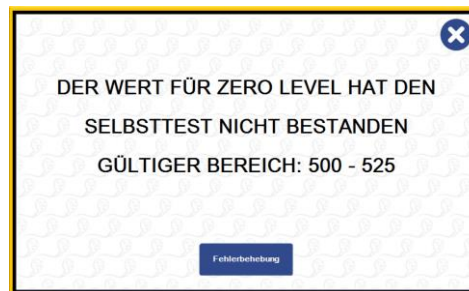 DER WERT FÜR ZERO LEVEL HAT DEN
SELBSTTEST NICHT BESTANDEN
GÜLTIGER BEREICH: 500 - 525
Fehlerbehebung